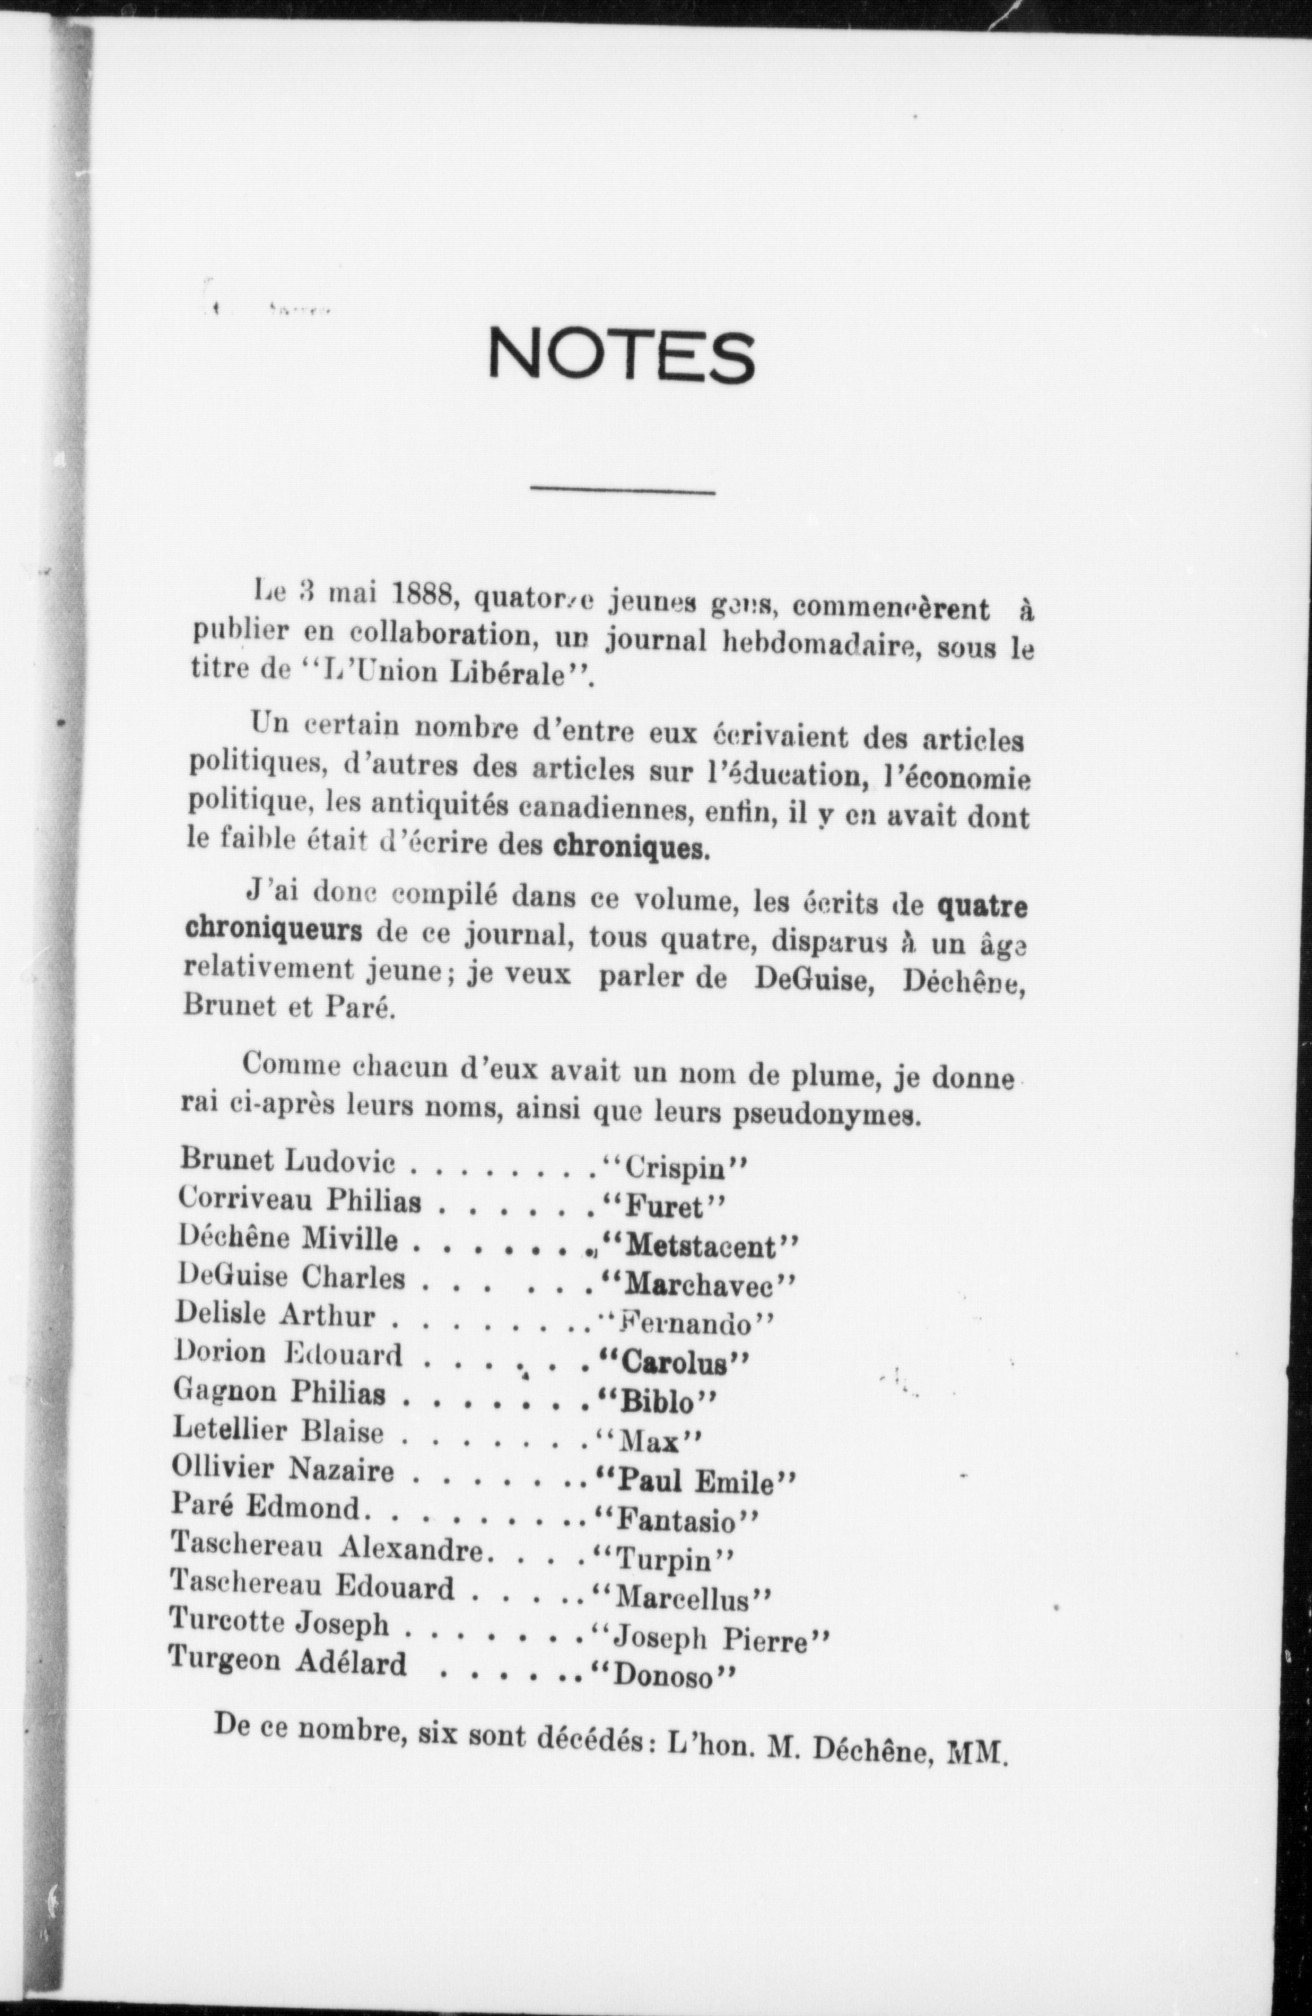 NOTES
Le 3 mai 1888, quatorze jeunes gens, commencèrent à
publier en collaboration, un journal hebdomadaire, sous le
titre de "L'Union Libérale".
Un certain nombre d'entre eux écrivaient des articles
politiques, d'autres des articles sur l'éducation, l'économie
politique, les antiquités canadiennes, enfin, il y en avait dont
le faible était d'écrire des chroniques.
J'ai donc compilé dans ce volume, les écrits de quatre
chroniqueurs de ce journal, tous quatre, disparus à un âge
relativement jeune; je veux parler de DeGuise, Déchêne,
Brunet et Paré.
Comme chacun d'eux avait un nom de plume, je donne
rai ci-après leurs noms, ainsi que leurs pseudonymes.
Brunet Ludovic . . . . . . . . "Crispin"
Corriveau Philias . . . . . . "Furet"
Déchêne Miville . . . . . . . "Metstacent"
DeGuise Charles . . . . . . "Marchavec"
Delisle Arthur . . . . . . . . "Fernando"
Dorion Edouard . . . . . . "Carolus"
Gagnon Philias . . . . . . . "Biblo"
Letellier Blaise . . . . . . . "Max"
Ollivier Nazaire . . . . . . . "Paul Emile"
Paré Edmond. . . . . . . . . "Fantasio"
Taschereau Alexandre. . . . "Turpin"
Taschereau Edouard . . . . . "Marcellus"
Turcotte Joseph . . . . . . . "Joseph Pierre"
Turgeon Adélard . . . . . . "Donoso"
De ce nombre, six sont décédés: L'hon. M. Déchêne, MM.